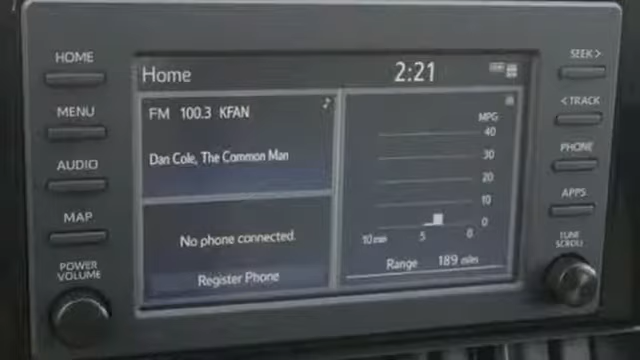 HOME
MENU
AUDIO
MAP
POWER
VOLUME
Home
2:21
FM 100.3 KFAN
Dan Cole, The Common Man
No phone connected.
Register Phone
MPG
40
30
20
10
0
10 min 5 0
Range 189 miles
SEEK >
< TRACK
PHONE
APPS
TUNE
SCROLL